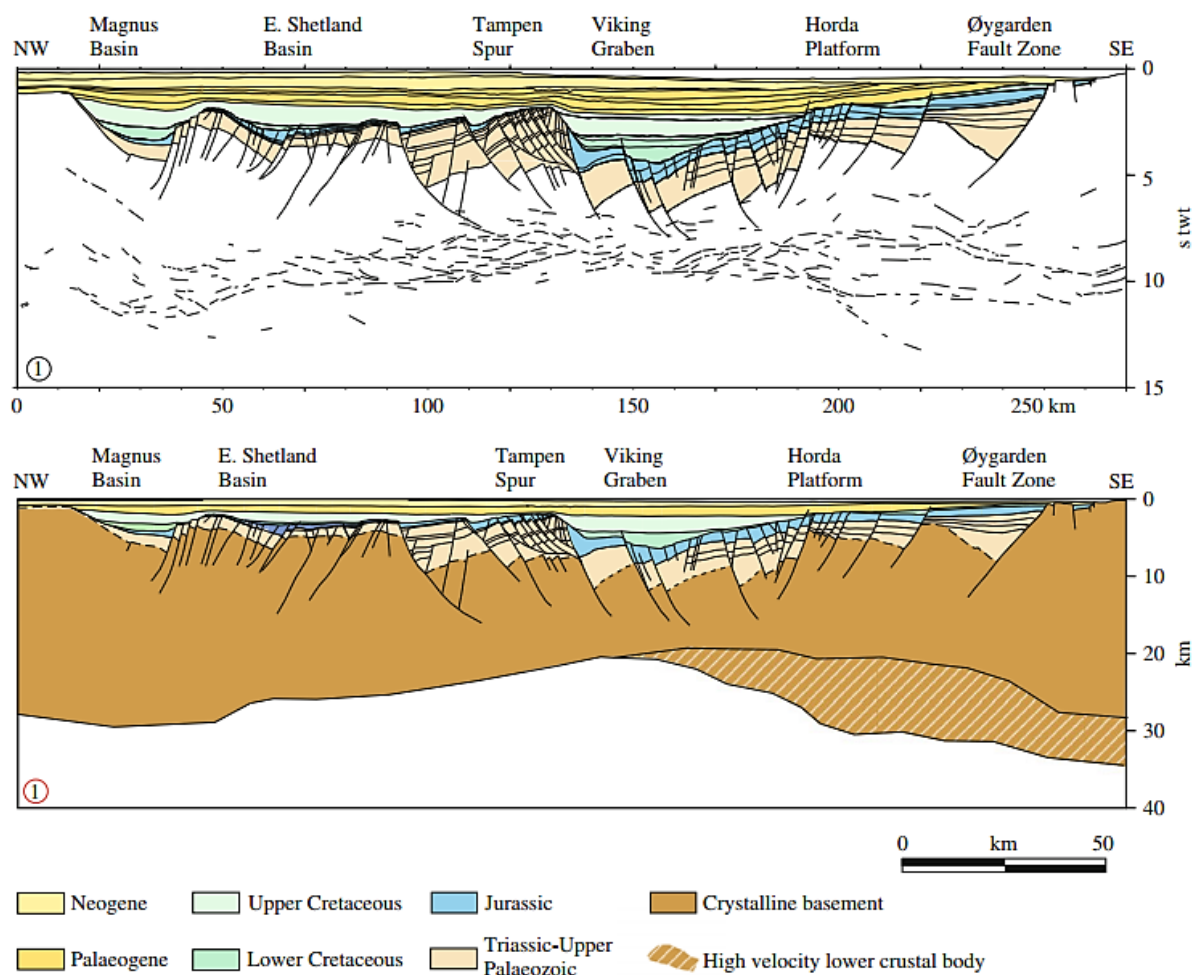 Magnus Basin
E. Shetland Basin
Tampen Spur
Viking Graben
Horda Platform
Øygarden Fault Zone
NW
SE
0
5
10
15
s twt
1
0
50
100
150
200
250 km
Magnus Basin
E. Shetland Basin
Tampen Spur
Viking Graben
Horda Platform
Øygarden Fault Zone
NW
SE
0
10
20
30
40
km
1
0 km 50
Neogene
Upper Cretaceous
Jurassic
Crystalline basement
Palaeogene
Lower Cretaceous
Triassic-Upper
Palaeozoic
High velocity lower crustal body